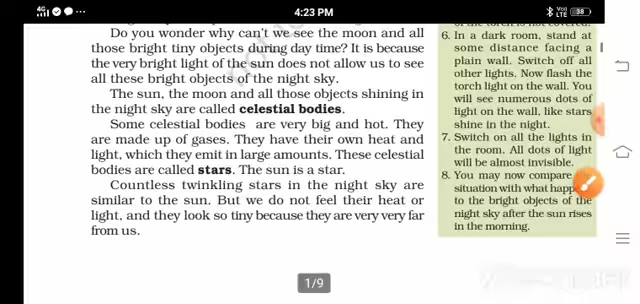 4G
4:23 PM
Vo)
LTE
38
Do you wonder why can't we see the moon and all
those bright tiny objects during day time? It is because
the very bright light of the sun does not allow us to see
all these bright objects of the night sky.
The sun, the moon and all those objects shining in
the night sky are called celestial bodies.
Some celestial bodies are very big and hot. They
are made up of gases. They have their own heat and
light, which they emit in large amounts. These celestial
bodies are called stars. The sun is a star.
Countless twinkling stars in the night sky are
similar to the sun. But we do not feel their heat or
light, and they look so tiny because they are very very far
from us.
of the torch is not covered.
6. In a dark room, stand at
some distance facing a
plain wall. Switch off all
other lights. Now flash the
torch light on the wall. You
will see numerous dots of
light on the wall, like stars
shine in the night.
7. Switch on all the lights in
the room. All dots of light
will be almost invisible.
8. You may now compare
situation with what
to the bright objects of the
night sky after the sun rises
in the morning.
1/9